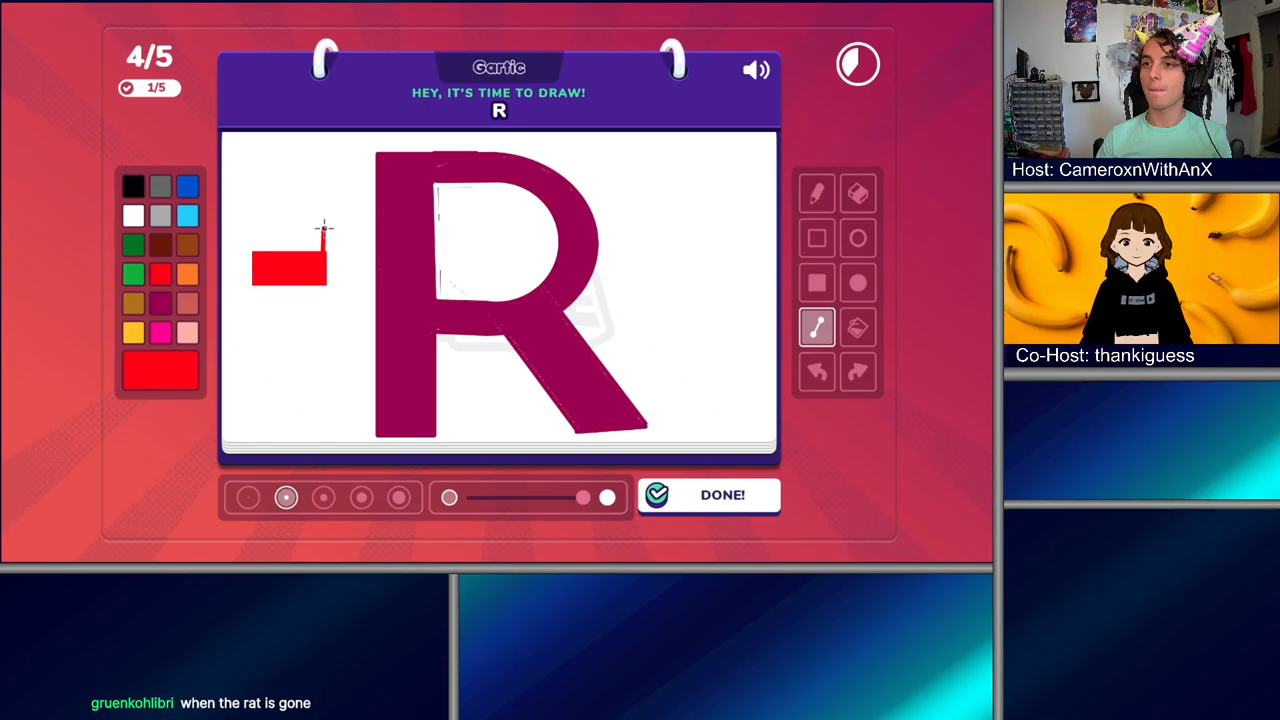 4/5
1/5
Gartic
HEY, IT'S TIME TO DRAW!
R
R
DONE!
Host: CameroxnWithAnX
Co-Host: thankiguess
gruenkohlibri when the rat is gone